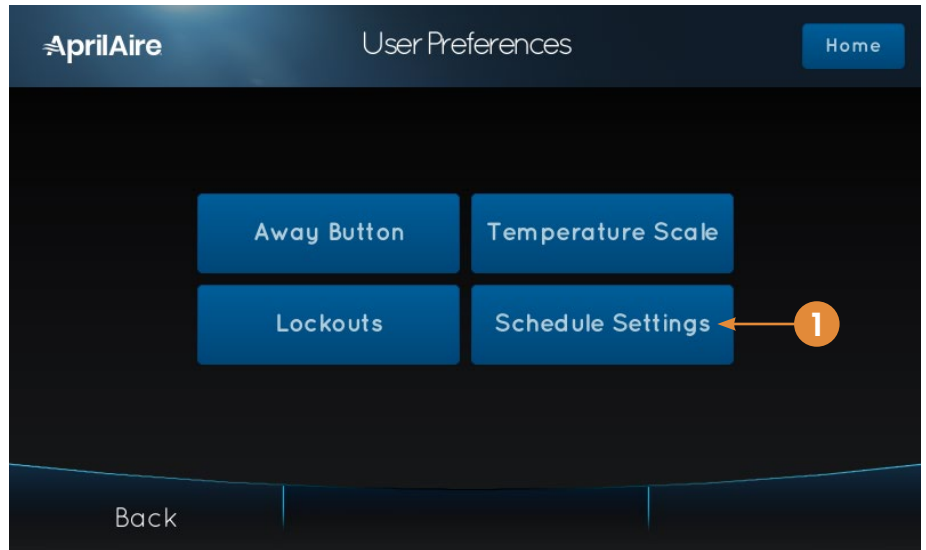 AprilAire
User Preferences
Home
Away Button
Temperature Scale
Lockouts
Schedule Settings
1
Back